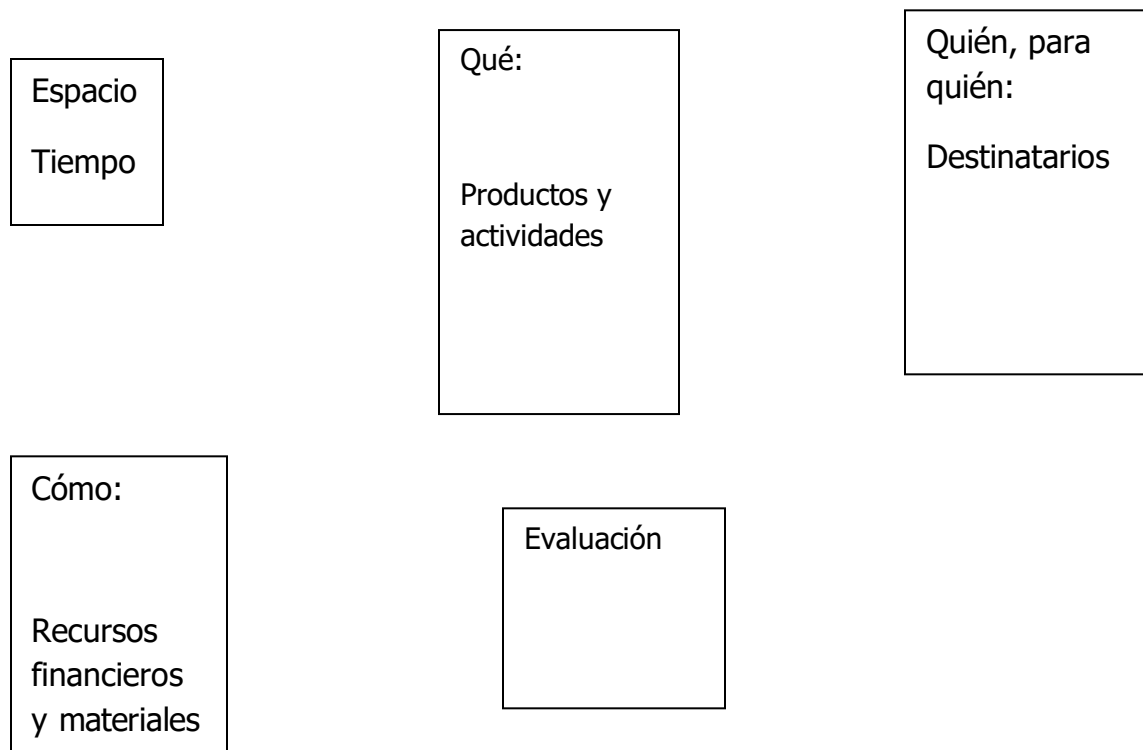 Espacio
Tiempo
Qué:
Productos y
actividades
Quién, para
quién:
Destinatarios
Cómo:
Recursos
financieros
y materiales
Evaluación